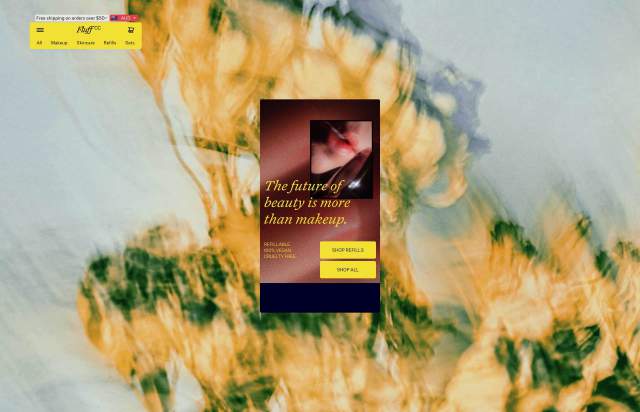 Free shipping on orders over $50*
AUD
Fluff CC
All Makeup Skincare Refills Sets
The future of
beauty is more
than makeup.
REFILLABLE
100% VEGAN
CRUELTY FREE
SHOP REFILLS
SHOP ALL